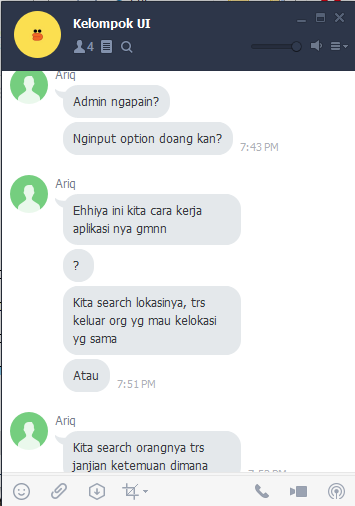 Kelompok UI
4
Ariq
Admin ngapain?
Nginput option doang kan?
7:43 PM
Ariq
Ehhiya ini kita cara kerja
aplikasi nya gmnn
?
Kita search lokasinya, trs
keluar org yg mau kelokasi
yg sama
Atau
7:51 PM
Ariq
Kita search orangnya trs
janjian ketemuan dimana